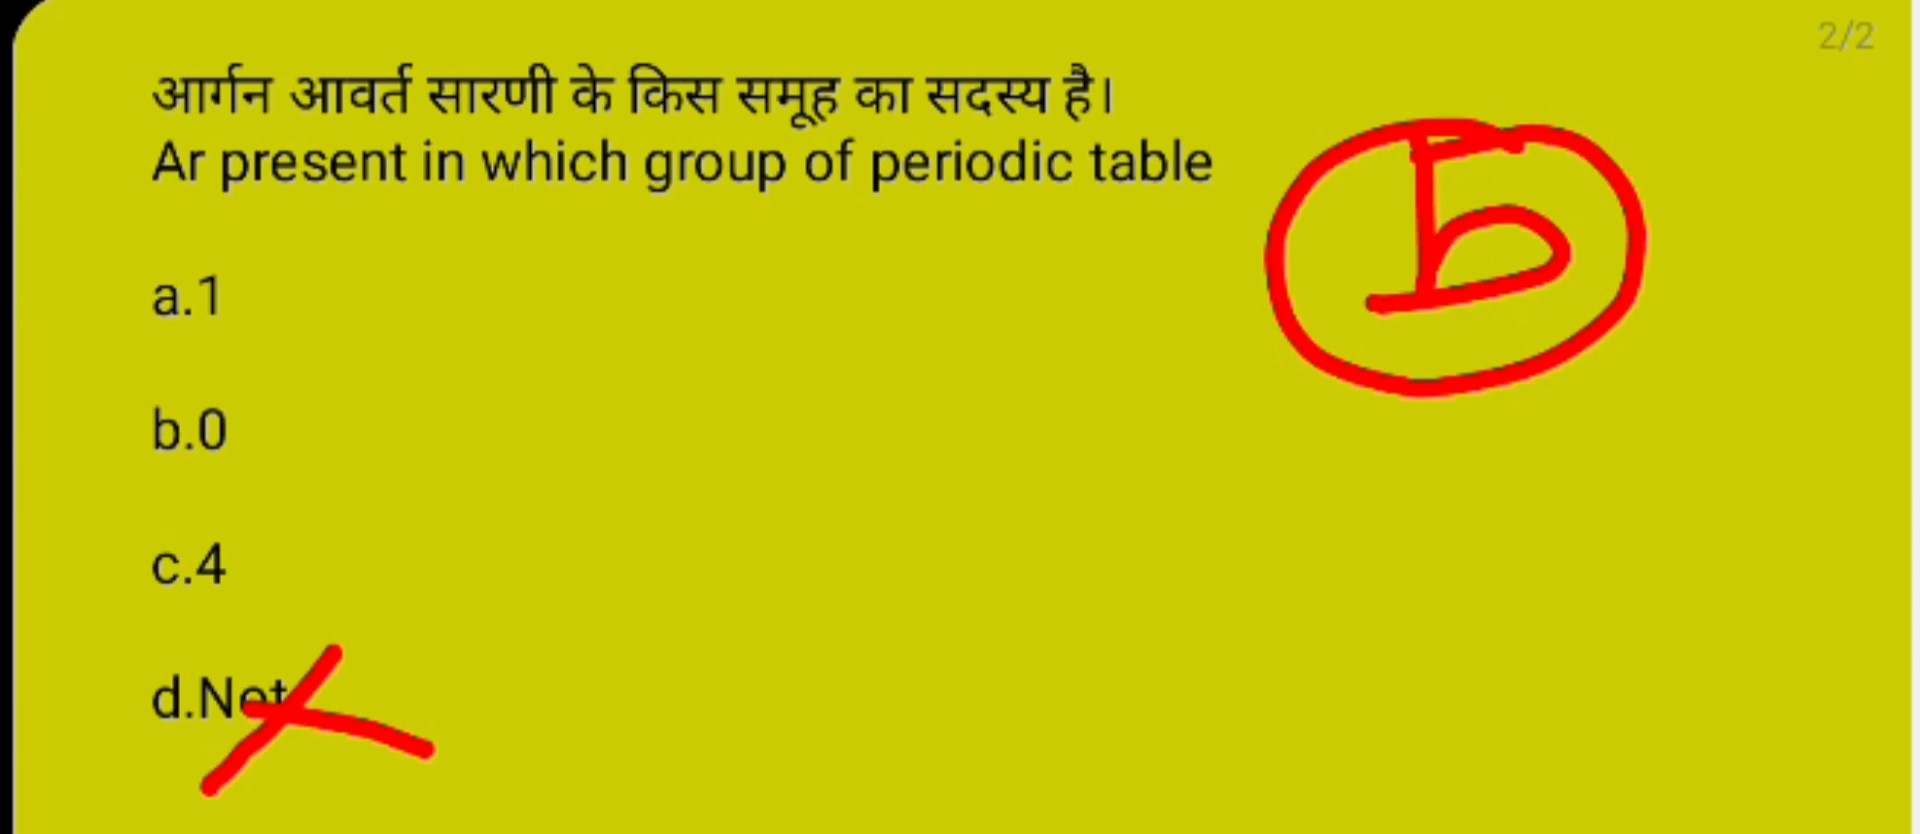 2/2
आर्गन आवर्त सारणी के किस समूह का सदस्य है।
Ar present in which group of periodic table
b
a.1
b.0
c.4
d.Not